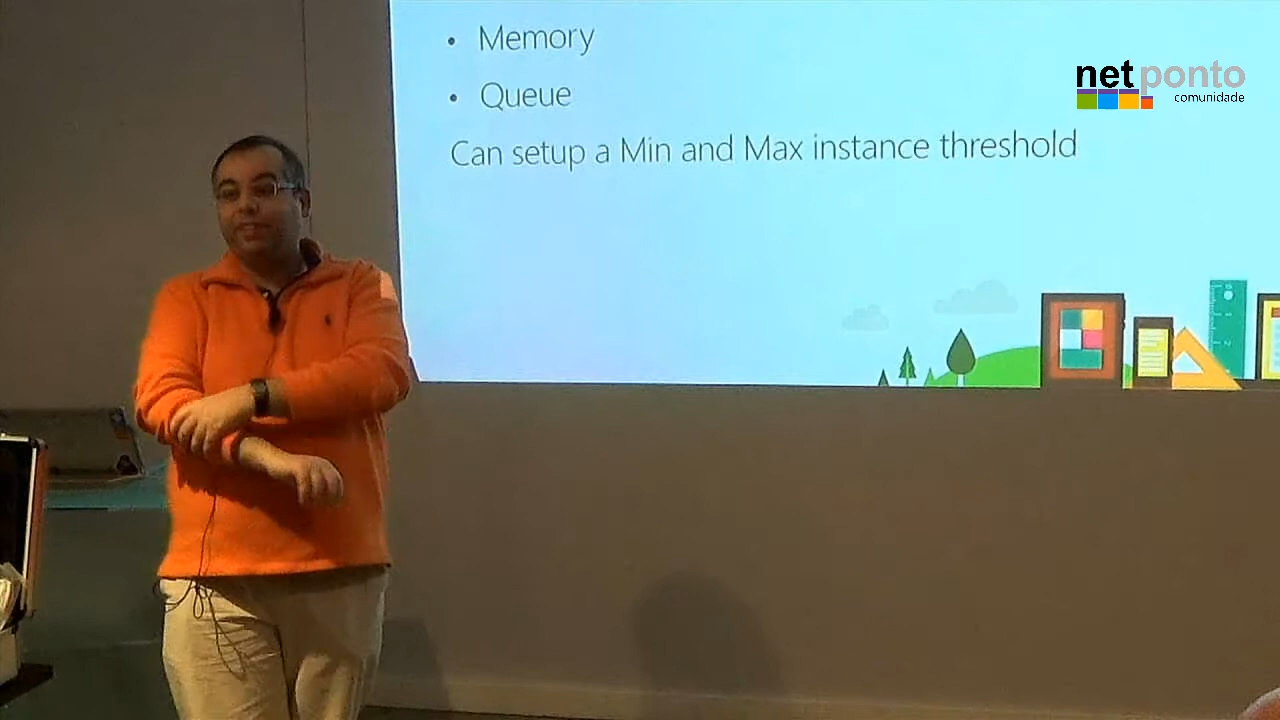 • Memory
• Queue
Can setup a Min and Max instance threshold
netponto
comunidade